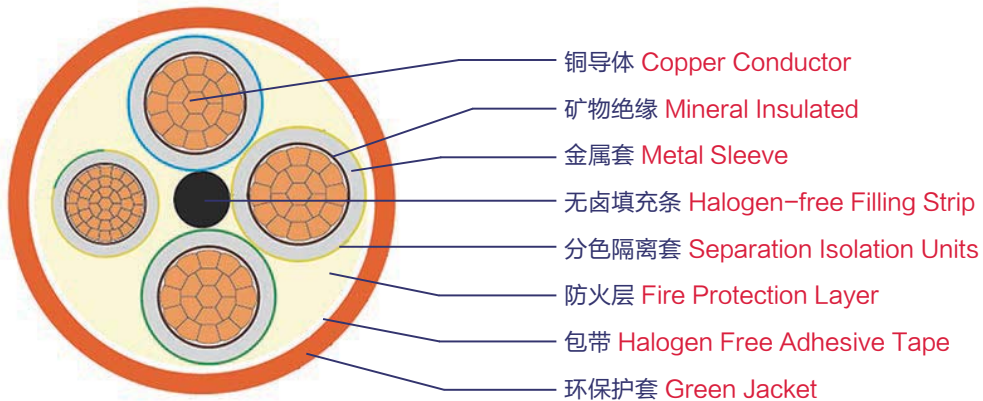 铜导体 Copper Conductor
矿物绝缘 Mineral Insulated
金属套 Metal Sleeve
无卤填充条 Halogen-free Filling Strip
分色隔离套 Separation Isolation Units
防火层 Fire Protection Layer
包带 Halogen Free Adhesive Tape
环保护套 Green Jacket